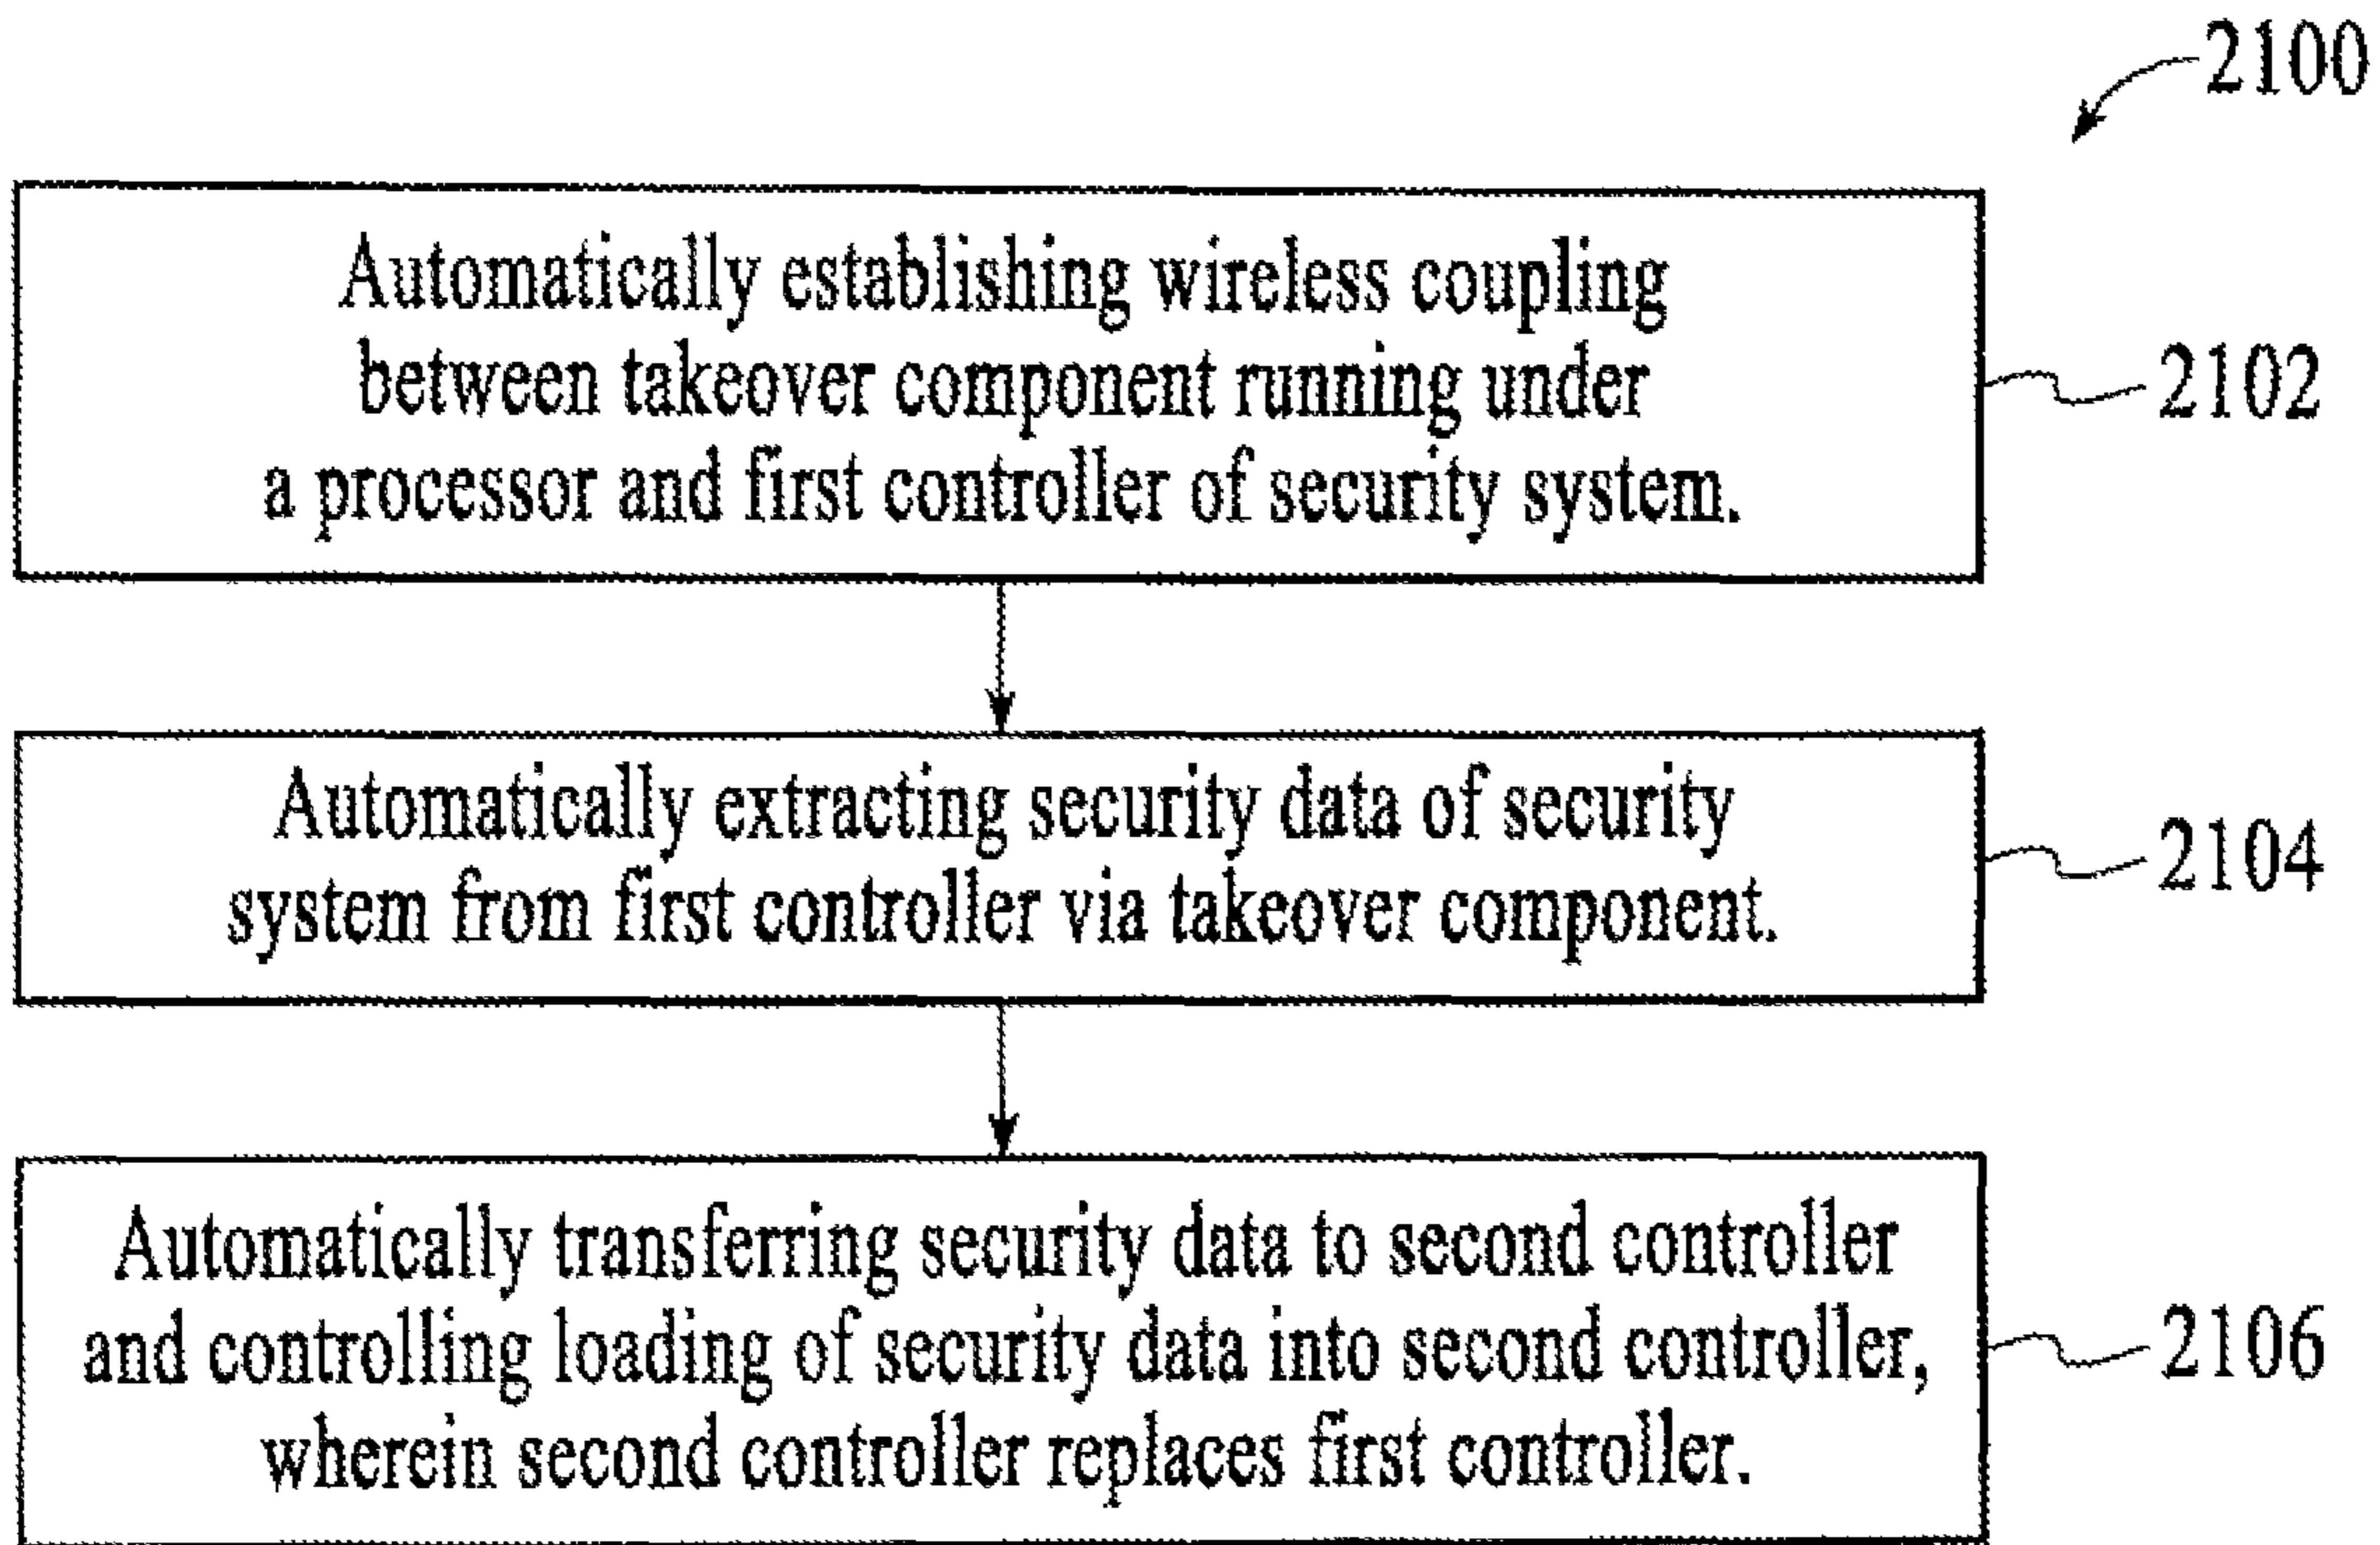 2100
Automatically establishing wireless coupling
between takeover component running under
a processor and first controller of security system.
2102
Automatically extracting security data of security
system from first controller via takeover component.
2104
Automatically transferring security data to second controller
and controlling loading of security data into second controller,
wherein second controller replaces first controller.
2106